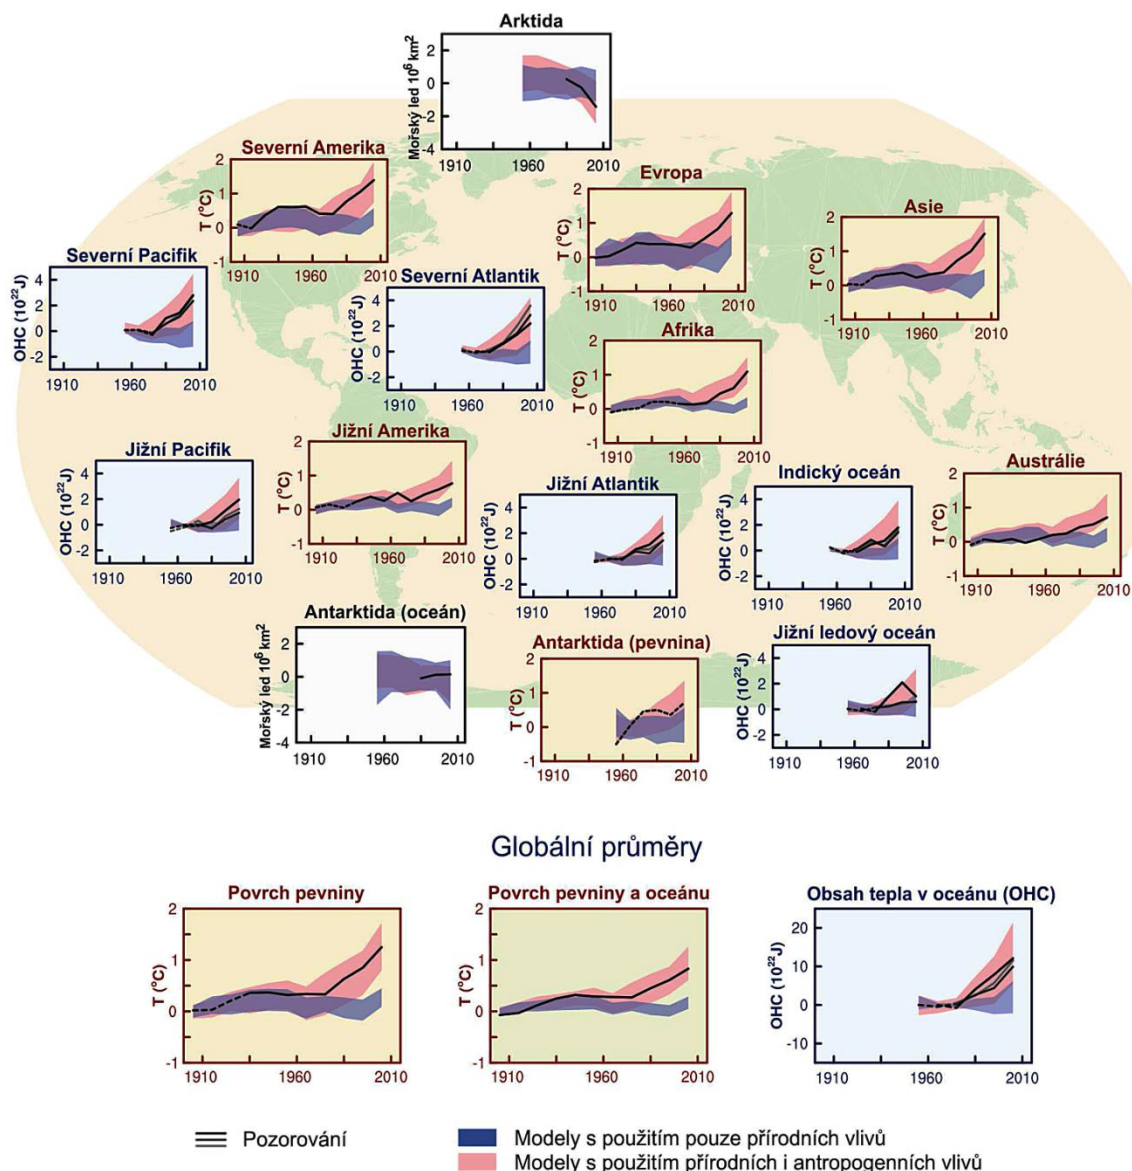 Arktida
Mořský led 10⁶ km²
2
0
-2
-4
1910 1960 2010
Severní Amerika
T (°C)
2
1
0
-1
1910 1960 2010
Evropa
T (°C)
2
1
0
-1
1910 1960 2010
Asie
T (°C)
2
1
0
-1
1910 1960 2010
Severní Pacifik
OHC (10²²J)
4
2
0
-2
1910 1960 2010
Severní Atlantik
OHC (10²²J)
4
2
0
-2
1910 1960 2010
Afrika
T (°C)
2
1
0
-1
1910 1960 2010
Jižní Pacifik
OHC (10²²J)
4
2
0
-2
1910 1960 2010
Jižní Amerika
T (°C)
2
1
0
-1
1910 1960 2010
Jižní Atlantik
OHC (10²²J)
4
2
0
-2
1910 1960 2010
Indický oceán
OHC (10²²J)
4
2
0
-2
1910 1960 2010
Austrálie
T (°C)
2
1
0
-1
1910 1960 2010
Antarktida (oceán)
Mořský led 10⁶ km²
2
0
-2
-4
1910 1960 2010
Antarktida (pevnina)
T (°C)
2
1
0
-1
1910 1960 2010
Jižní ledový oceán
OHC (10²²J)
4
2
0
-2
1910 1960 2010
Globální průměry
Povrch pevniny
T (°C)
2
1
0
-1
1910 1960 2010
Povrch pevniny a oceánu
T (°C)
2
1
0
-1
1910 1960 2010
Obsah tepla v oceánu (OHC)
OHC (10²²J)
20
10
0
-10
1910 1960 2010
Pozorování
Modely s použitím pouze přírodních vlivů
Modely s použitím přírodních i antropogenních vlivů